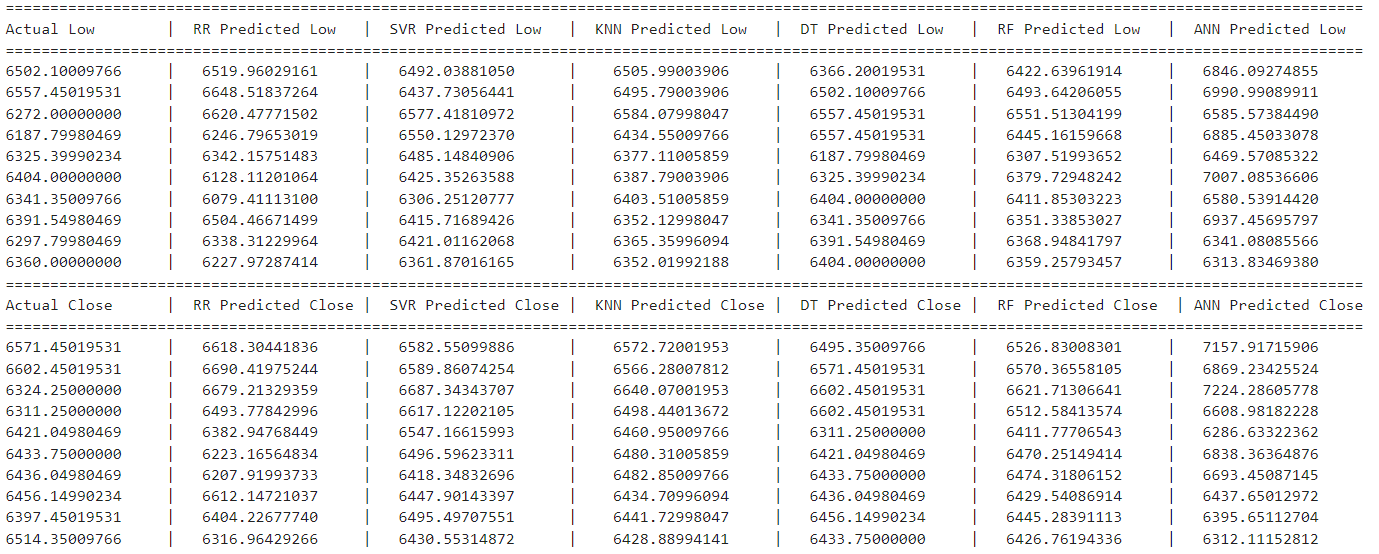 ==========================================================================================================================================================
Actual Low | RR Predicted Low | SVR Predicted Low | KNN Predicted Low | DT Predicted Low | RF Predicted Low | ANN Predicted Low
==========================================================================================================================================================
6502.10009766 | 6519.96029161 | 6492.03881050 | 6505.99003906 | 6366.20019531 | 6422.63961914 | 6846.09274855
6557.45019531 | 6648.51837264 | 6437.73056441 | 6495.79003906 | 6502.10009766 | 6493.64206055 | 6990.99089911
6272.00000000 | 6620.47771502 | 6577.41810972 | 6584.07998047 | 6557.45019531 | 6551.51304199 | 6585.57384490
6187.79980469 | 6246.79653019 | 6550.12972370 | 6434.55009766 | 6557.45019531 | 6445.16159668 | 6885.45033078
6325.39990234 | 6342.15751483 | 6485.14840906 | 6377.11005859 | 6187.79980469 | 6307.51993652 | 6469.57085322
6404.00000000 | 6128.11201064 | 6425.35263588 | 6387.79003906 | 6325.39990234 | 6379.72948242 | 7007.08536606
6341.35009766 | 6079.41113100 | 6306.25120777 | 6403.51005859 | 6404.00000000 | 6411.85303223 | 6580.53914420
6391.54980469 | 6504.46671499 | 6415.71689426 | 6352.12998047 | 6341.35009766 | 6351.33853027 | 6937.45695797
6297.79980469 | 6338.31229964 | 6421.01162068 | 6365.35996094 | 6391.54980469 | 6368.94841797 | 6341.08085566
6360.00000000 | 6227.97287414 | 6361.87016165 | 6352.01992188 | 6404.00000000 | 6359.25793457 | 6313.83469380
==========================================================================================================================================================
Actual Close | RR Predicted Close | SVR Predicted Close | KNN Predicted Close | DT Predicted Close | RF Predicted Close | ANN Predicted Close
==========================================================================================================================================================
6571.45019531 | 6618.30441836 | 6582.55099886 | 6572.72001953 | 6495.35009766 | 6526.83008301 | 7157.91715906
6602.45019531 | 6690.41975244 | 6589.86074254 | 6566.28007812 | 6571.45019531 | 6570.36558105 | 6869.23425524
6324.25000000 | 6679.21329359 | 6687.34343707 | 6640.07001953 | 6602.45019531 | 6621.71306641 | 7224.28605778
6311.25000000 | 6493.77842996 | 6617.12202105 | 6498.44013672 | 6602.45019531 | 6512.58413574 | 6608.98182228
6421.04980469 | 6382.94768449 | 6547.16615993 | 6460.95009766 | 6311.25000000 | 6411.77706543 | 6286.63322362
6433.75000000 | 6223.16564834 | 6496.59623311 | 6480.31005859 | 6421.04980469 | 6470.25149414 | 6838.36364876
6436.04980469 | 6207.91993733 | 6418.34832696 | 6482.85009766 | 6433.75000000 | 6474.31806152 | 6693.45087145
6456.14990234 | 6612.14721037 | 6447.90143397 | 6434.70996094 | 6436.04980469 | 6429.54086914 | 6437.65012972
6397.45019531 | 6404.22677740 | 6495.49707551 | 6441.72998047 | 6456.14990234 | 6445.28391113 | 6395.65112704
6514.35009766 | 6316.96429266 | 6430.55314872 | 6428.88994141 | 6433.75000000 | 6426.76194336 | 6312.11152812